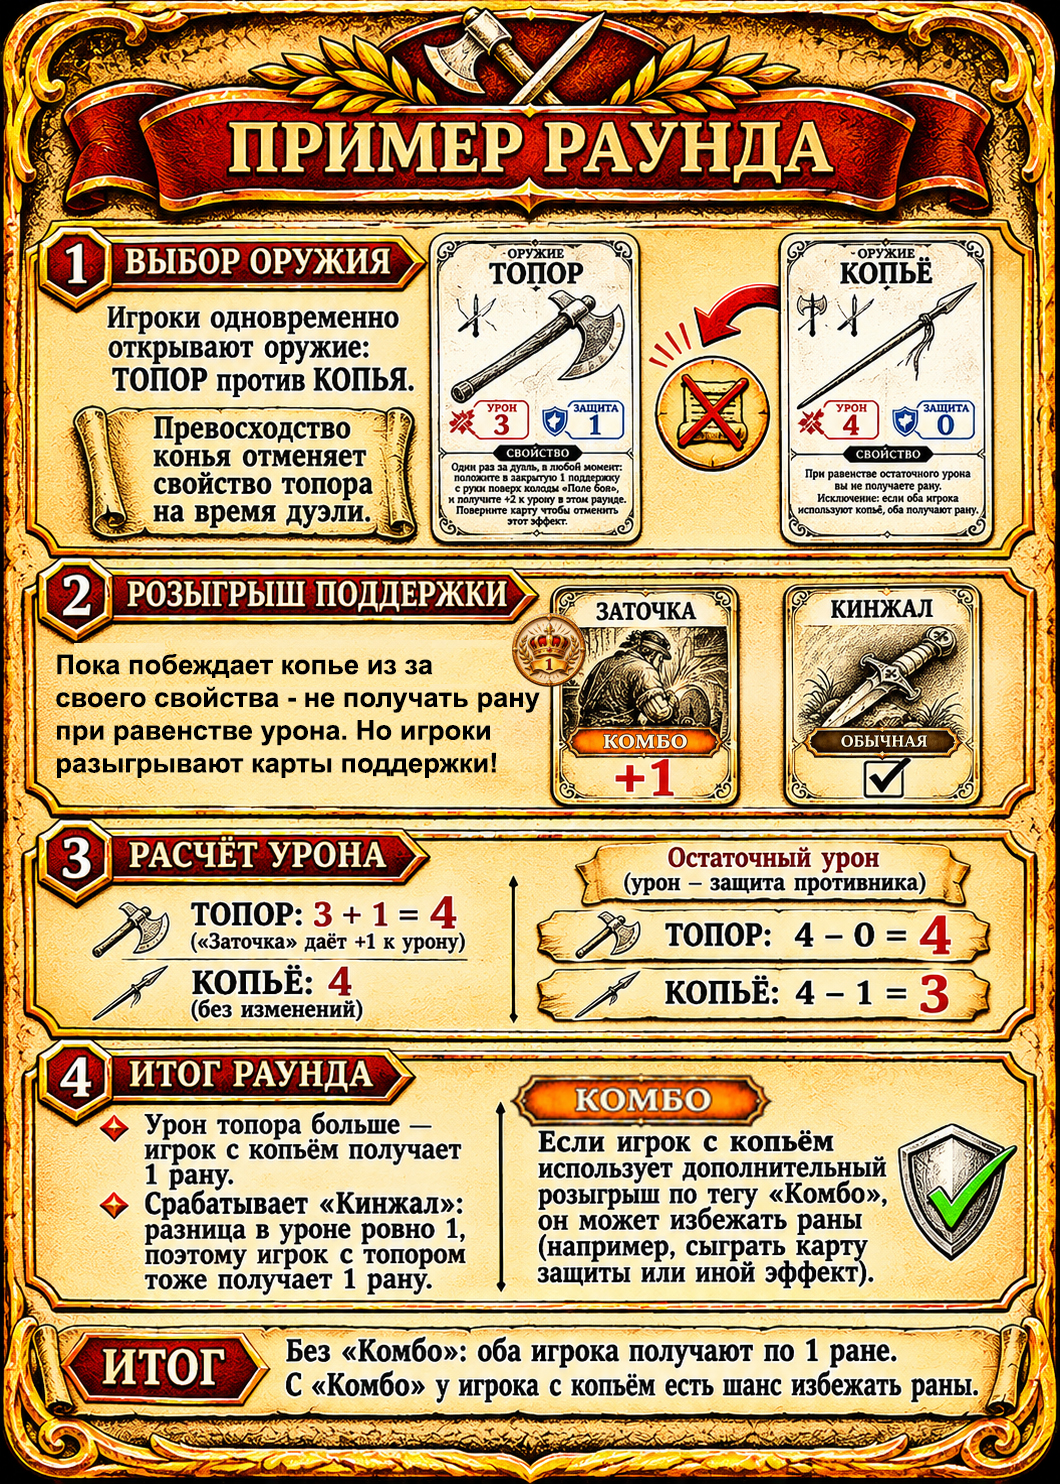 ПРИМЕР РАУНДА
1
ВЫБОР ОРУЖИЯ
Игроки одновременно
открывают оружие:
ТОПОР против КОПЬЯ.
Превосходство
конья отменяет
свойство топора
на время дуэли.
ОРУЖИЕ
ТОПОР
УРОН
3
ЗАЩИТА
1
СВОЙСТВО
Один раз за дуэль, в любой момент:
положите в закрытую 1 поддержку
с руки поверх колоды «Поле боя»,
и получите +2 к урону в этом раунде.
Поверните карту чтобы отменить
этот эффект.
ОРУЖИЕ
КОПЬЁ
УРОН
4
ЗАЩИТА
0
СВОЙСТВО
При равенстве остаточного урона
вы не получаете рану.
Исключение: если оба игрока
используют копьё, оба получают рану.
2
РОЗЫГРЫШ ПОДДЕРЖКИ
Пока побеждает копье из за
своего свойства - не получать рану
при равенстве урона. Но игроки
разыгрывают карты поддержки!
1
ЗАТОЧКА
КОМБО
+1
КИНЖАЛ
ОБЫЧНАЯ
3
РАСЧЁТ УРОНА
ТОПОР: 3 + 1 = 4
(«Заточка» даёт +1 к урону)
КОПЬЁ: 4
(без изменений)
Остаточный урон
(урон – защита противника)
ТОПОР: 4 – 0 = 4
КОПЬЁ: 4 – 1 = 3
4
ИТОГ РАУНДА
Урон топора больше —
игрок с копьём получает
1 рану.
Срабатывает «Кинжал»:
разница в уроне ровно 1,
поэтому игрок с топором
тоже получает 1 рану.
КОМБО
Если игрок с копьём
использует дополнительный
розыгрыш по тегу «Комбо»,
он может избежать раны
(например, сыграть карту
защиты или иной эффект).
ИТОГ
Без «Комбо»: оба игрока получают по 1 ране.
С «Комбо» у игрока с копьём есть шанс избежать раны.